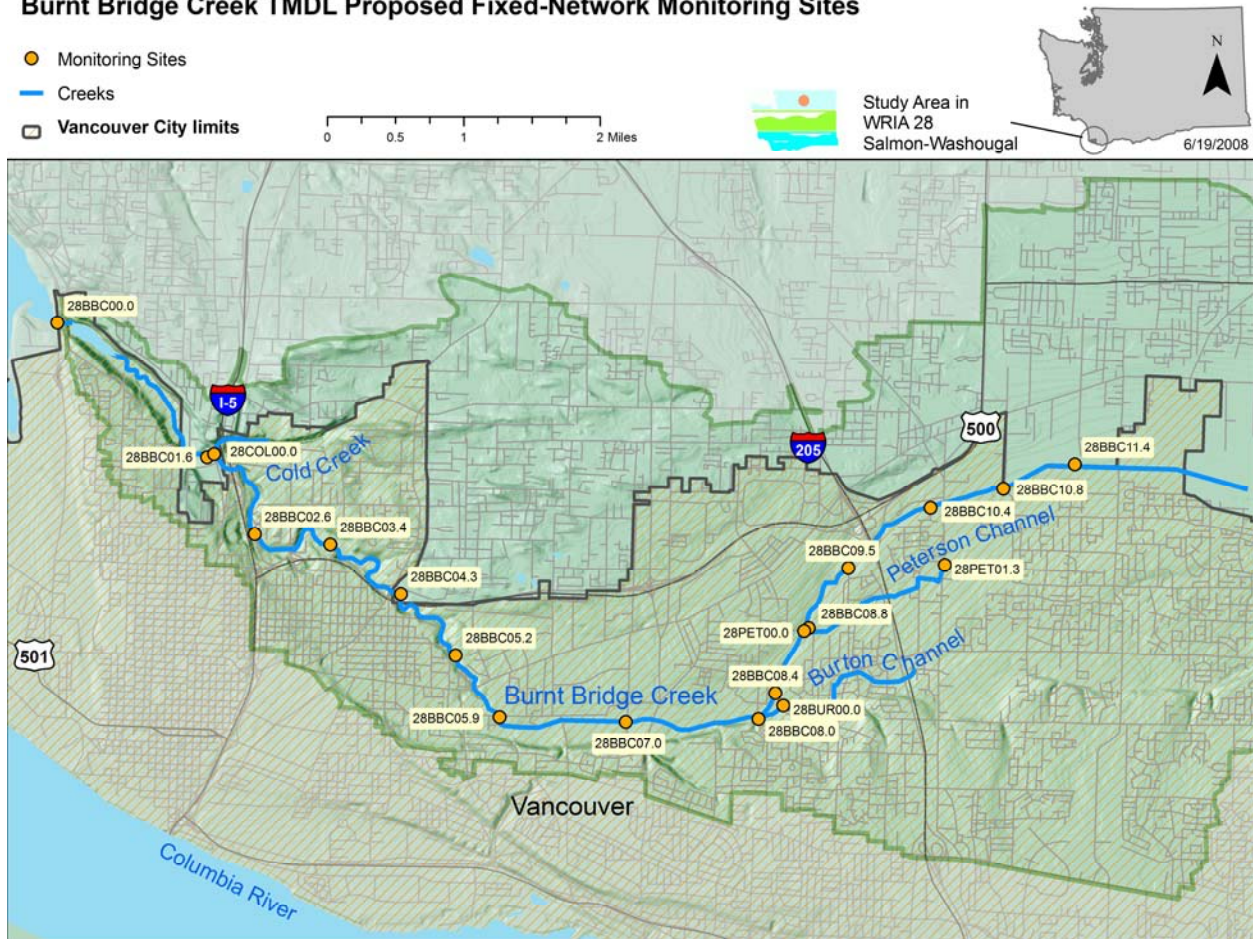 Burnt Bridge Creek TMDL Proposed Fixed-Network Monitoring Sites
Monitoring Sites
Creeks
Vancouver City limits
0 0.5 1 2 Miles
Study Area in
WRIA 28
Salmon-Washougal
N
6/19/2008
28BBC00.0
I-5
28BBC01.6
28COL00.0
Cold Creek
28BBC02.6
28BBC03.4
28BBC04.3
28BBC05.2
28BBC05.9
501
Burnt Bridge Creek
28BBC07.0
205
500
28BBC11.4
28BBC10.8
28BBC10.4
Peterson Channel
28BBC09.5
28PET01.3
28BBC08.8
28PET00.0
Burton Channel
28BBC08.4
28BUR00.0
28BBC08.0
Vancouver
Columbia River